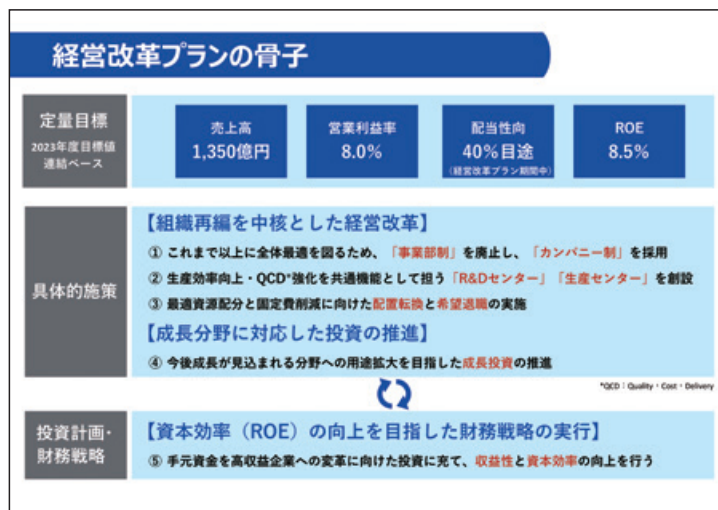 経営改革プランの骨子
定量目標
2023年度目標値
連結ベース
売上高
1,350億円
営業利益率
8.0%
配当性向
40%目途
(経営改革プラン期間中)
ROE
8.5%
具体的施策
【組織再編を中核とした経営改革】
① これまで以上に全体最適を図るため、「事業部制」を廃止し、「カンパニー制」を採用
② 生産効率向上・QCD*強化を共通機能として担う「R&Dセンター」「生産センター」を創設
③ 最適資源配分と固定費削減に向けた配置転換と希望退職の実施
【成長分野に対応した投資の推進】
④ 今後成長が見込まれる分野への用途拡大を目指した成長投資の推進
*QCD：Quality・Cost・Delivery
投資計画・
財務戦略
【資本効率（ROE）の向上を目指した財務戦略の実行】
⑤ 手元資金を高収益企業への変革に向けた投資に充て、収益性と資本効率の向上を行う